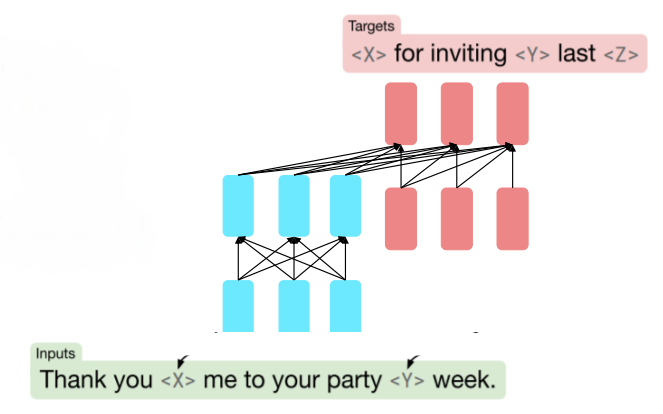 Targets
<X> for inviting <Y> last <Z>
Inputs
Thank you <X> me to your party <Y> week.